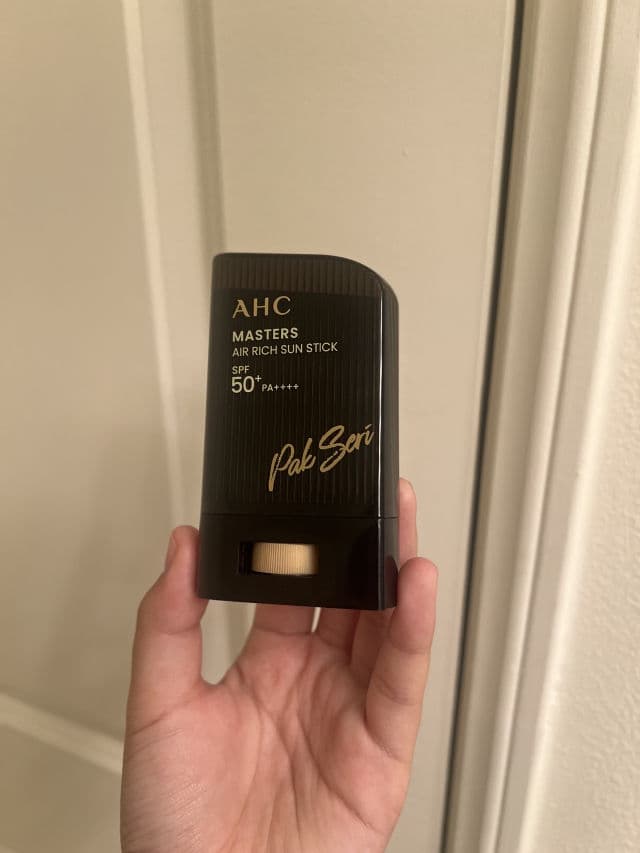 AHC
MASTERS
AIR RICH SUN STICK
SPF
50+ PA++++
Pak Seri